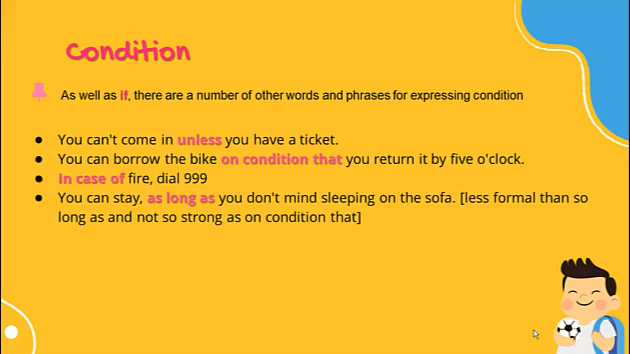 Condition
As well as if, there are a number of other words and phrases for expressing condition
● You can't come in unless you have a ticket.
● You can borrow the bike on condition that you return it by five o'clock.
● In case of fire, dial 999
● You can stay, as long as you don't mind sleeping on the sofa. [less formal than so
long as and not so strong as on condition that]